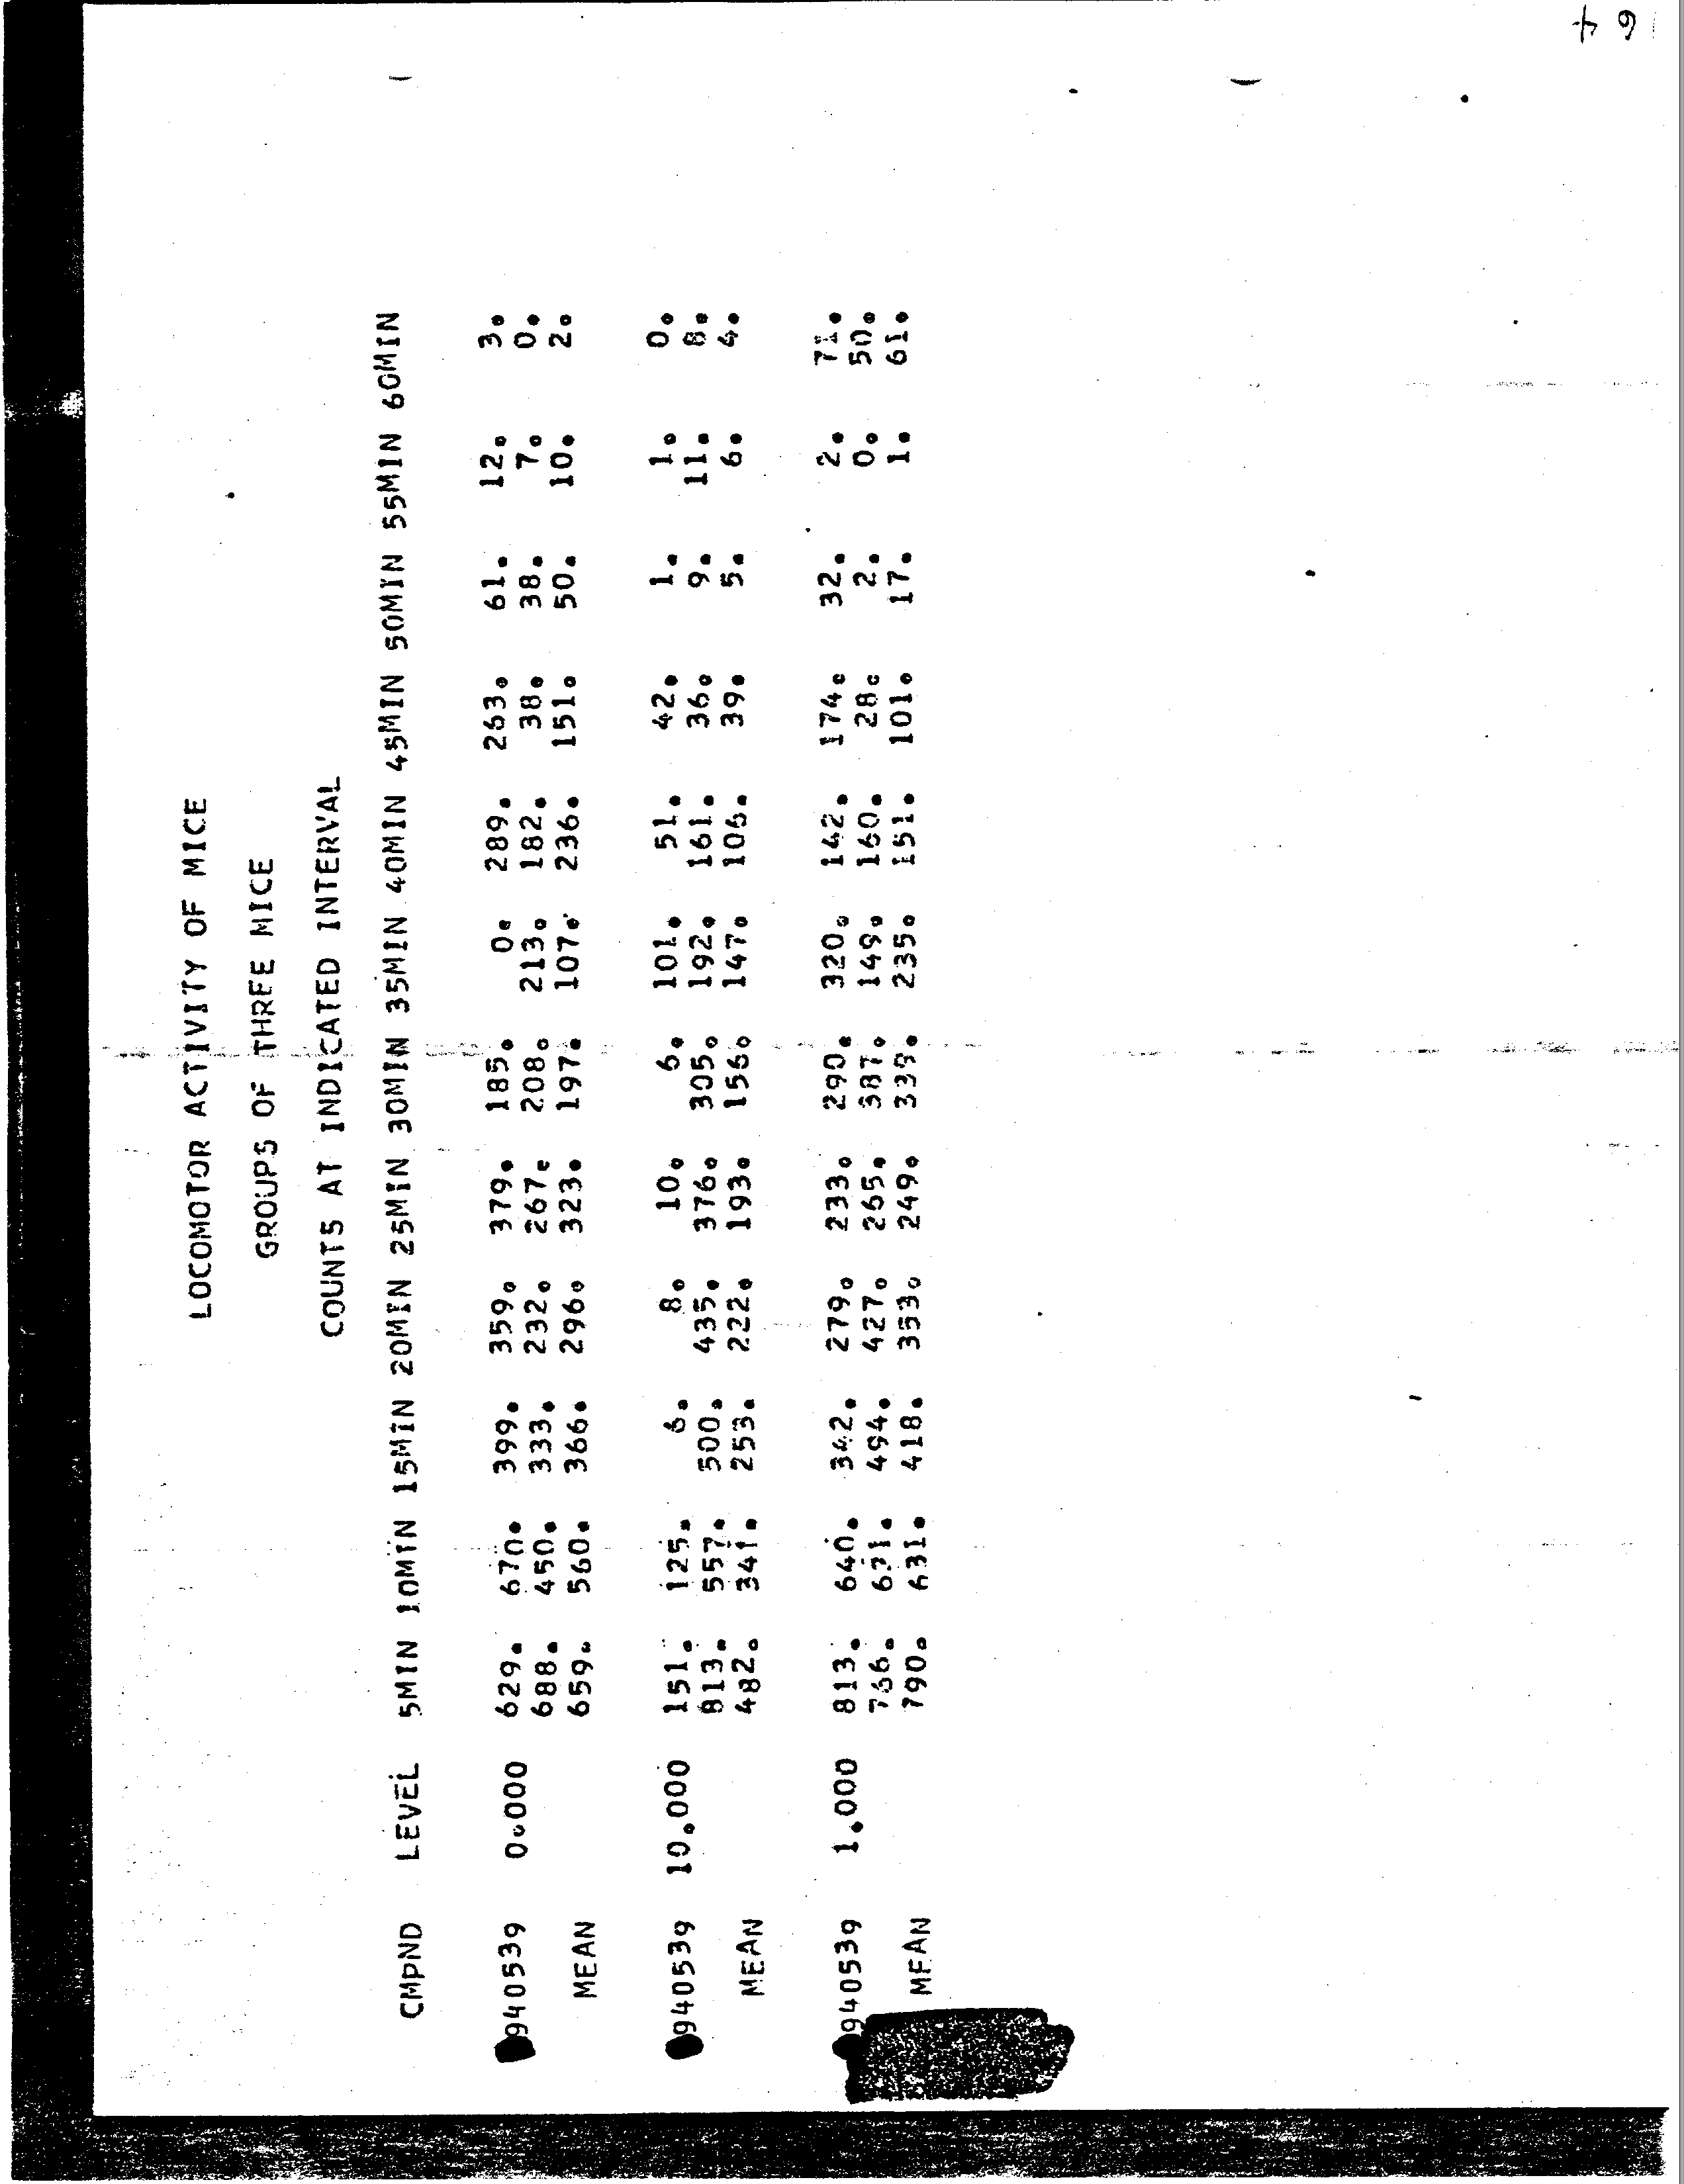 LOCOMOTOR ACTIVITY OF MICE
GROUPS OF THREE MICE
COUNTS AT INDICATED INTERVAL
CMPND LEVEL 5MIN 10MIN 15MIN 20MIN 25MIN 30MIN 35MIN 40MIN 45MIN 50MIN 55MIN 60MIN
940539 0.000 629. 670. 399. 359. 379. 185. 0. 289. 263. 61. 12. 3.
688. 450. 333. 232. 267. 208. 213. 182. 38. 38. 7. 0.
MEAN 659. 560. 366. 296. 323. 197. 107. 236. 151. 50. 10. 2.
940539 10.000 151. 125. 6. 8. 10. 6. 101. 51. 42. 1. 1. 0.
813. 557. 500. 435. 376. 305. 192. 161. 36. 9. 11. 8.
MEAN 482. 341. 253. 222. 193. 156. 147. 106. 39. 5. 6. 4.
940539 1.000 813. 640. 342. 279. 233. 290. 320. 142. 174. 32. 2. 71.
766. 621. 494. 427. 265. 387. 149. 160. 28. 2. 0. 50.
MEAN 790. 631. 418. 353. 249. 339. 235. 151. 101. 17. 1. 61.